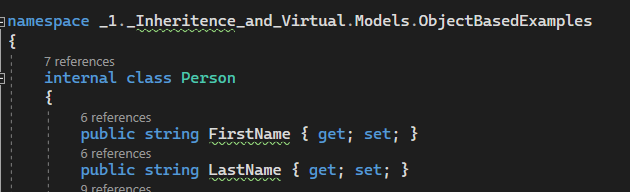 namespace _1._Inheritence_and_Virtual.Models.ObjectBasedExamples
{
7 references
internal class Person
{
6 references
public string FirstName { get; set; }
6 references
public string LastName { get; set; }
9 references